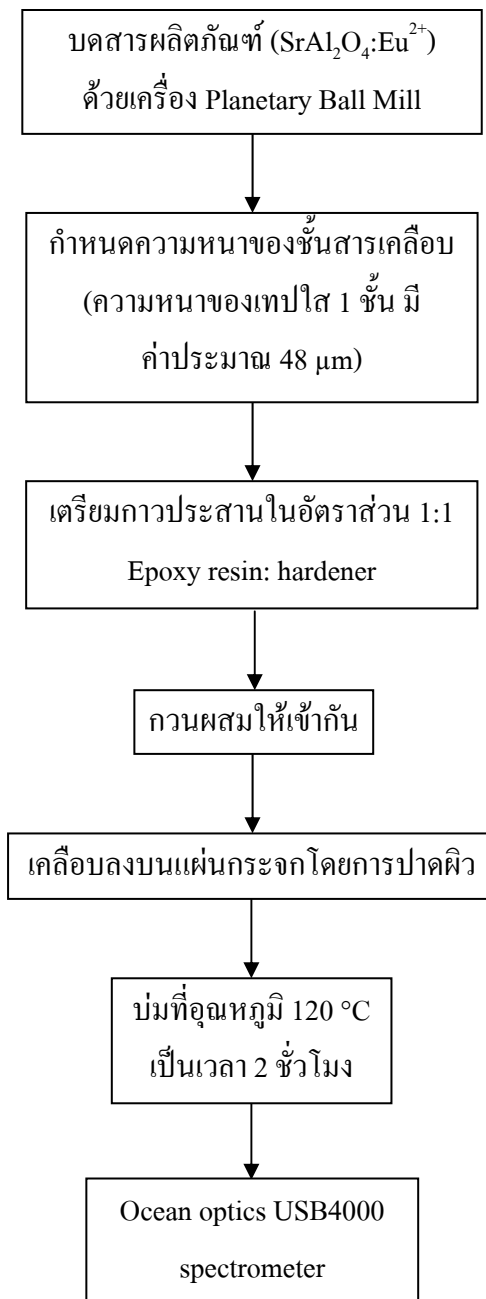 บดสารผลิตภัณฑ์ (SrAl₂O₄:Eu²⁺)
ด้วยเครื่อง Planetary Ball Mill
กำหนดความหนาของชั้นสารเคลือบ
(ความหนาของเทปใส 1 ชั้น มี
ค่าประมาณ 48 µm)
เตรียมกาวประสานในอัตราส่วน 1:1
Epoxy resin: hardener
กวนผสมให้เข้ากัน
เคลือบลงบนแผ่นกระจกโดยการปาดผิว
บ่มที่อุณหภูมิ 120 °C
เป็นเวลา 2 ชั่วโมง
Ocean optics USB4000
spectrometer